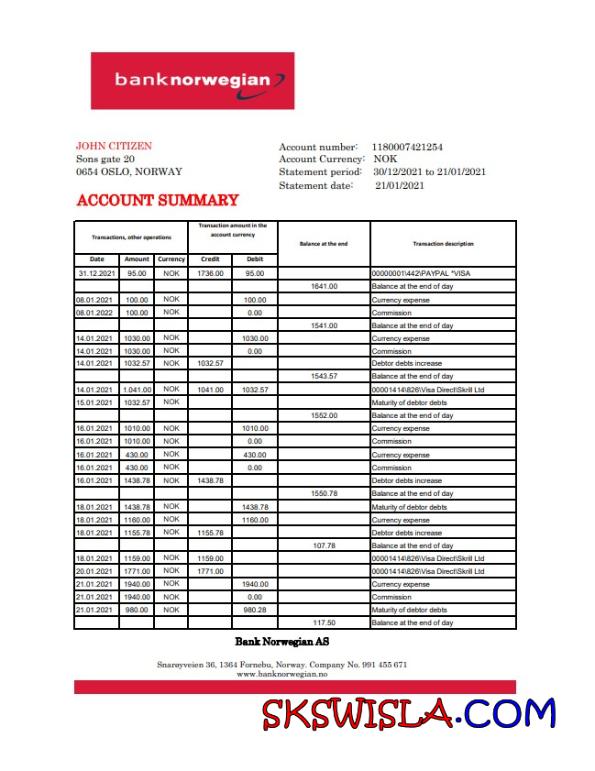 banknorwegian
JOHN CITIZEN
Sons gate 20
0654 OSLO, NORWAY
Account number: 1180007421254
Account Currency: NOK
Statement period: 30/12/2021 to 21/01/2021
Statement date: 21/01/2021
ACCOUNT SUMMARY
Transactions, other operations
Transaction amount in the
account currency
Balance at the end
Transaction description
Date Amount Currency Credit Debit
31.12.2021 95.00 NOK 1736.00 95.00 00000001\442\PAYPAL *VISA
1641.00 Balance at the end of day
08.01.2021 100.00 NOK 100.00 Currency expense
08.01.2022 100.00 NOK 0.00 Commission
1541.00 Balance at the end of day
14.01.2021 1030.00 NOK 1030.00 Currency expense
14.01.2021 1030.00 NOK 0.00 Commission
14.01.2021 1032.57 NOK 1032.57 Debtor debts increase
1543.57 Balance at the end of day
14.01.2021 1.041.00 NOK 1041.00 1032.57 00001414\826\Visa Direct\Skrill Ltd
15.01.2021 1032.57 NOK Maturity of debtor debts
1552.00 Balance at the end of day
16.01.2021 1010.00 NOK 1010.00 Currency expense
16.01.2021 1010.00 NOK 0.00 Commission
16.01.2021 430.00 NOK 430.00 Currency expense
16.01.2021 430.00 NOK 0.00 Commission
16.01.2021 1438.78 NOK 1438.78 Debtor debts increase
1550.78 Balance at the end of day
18.01.2021 1438.78 NOK 1438.78 Maturity of debtor debts
18.01.2021 1160.00 NOK 1160.00 Currency expense
18.01.2021 1155.78 NOK 1155.78 Debtor debts increase
107.78 Balance at the end of day
18.01.2021 1159.00 NOK 1159.00 00001414\826\Visa Direct\Skrill Ltd
20.01.2021 1771.00 NOK 1771.00 00001414\826\Visa Direct\Skrill Ltd
21.01.2021 1940.00 NOK 1940.00 Currency expense
21.01.2021 1940.00 NOK 0.00 Commission
21.01.2021 980.00 NOK 980.28 Maturity of debtor debts
117.50 Balance at the end of day
Bank Norwegian AS
Snarøyveien 36, 1364 Fornebu, Norway. Company No. 991 455 671
www.banknorwegian.no
SKSWISLA.COM